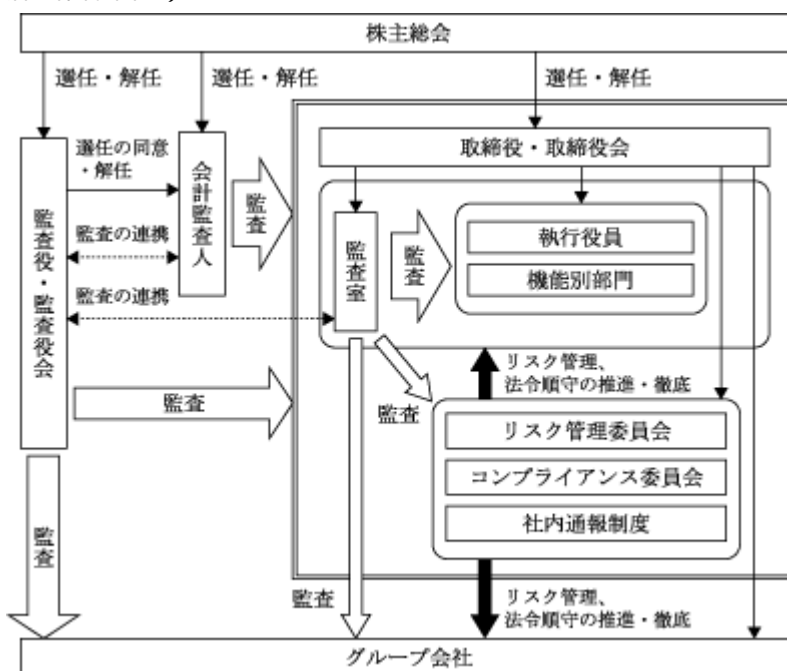 株主総会
選任・解任
選任・解任
選任・解任
選任の同意
・解任
会計監査人
監査
取締役・取締役会
監査役・監査役会
監査の連携
監査の連携
監査室
監査
執行役員
機能別部門
監査
監査
リスク管理、
法令順守の推進・徹底
リスク管理委員会
コンプライアンス委員会
社内通報制度
監査
監査
リスク管理、
法令順守の推進・徹底
グループ会社